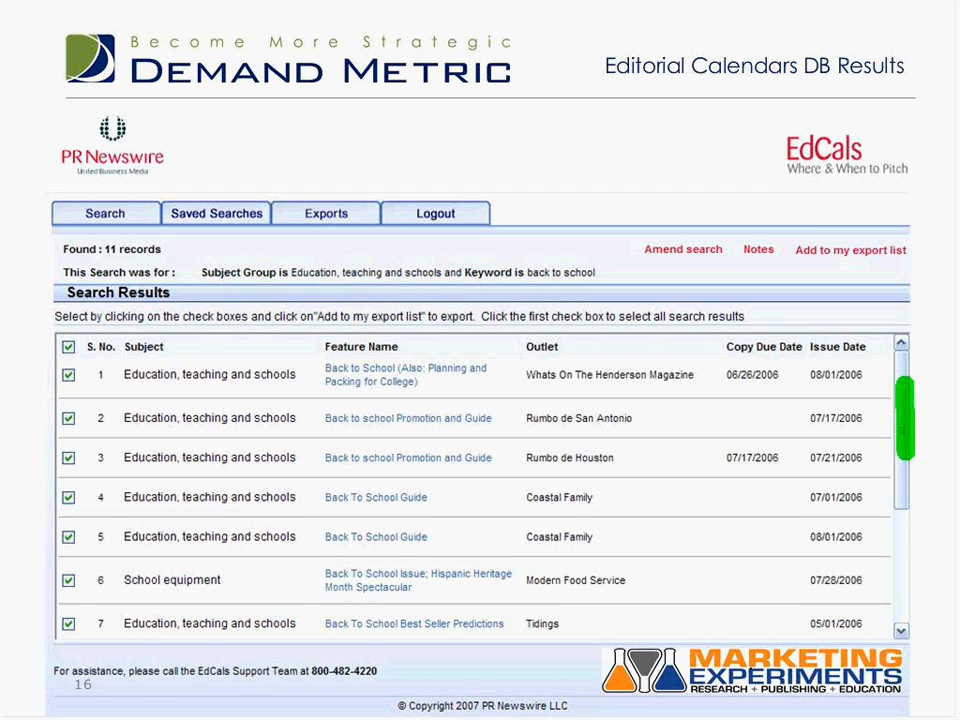 Become More Strategic
DEMAND METRIC
Editorial Calendars DB Results
PR Newswire
United Business Media
EdCals
Where & When to Pitch
Search Saved Searches Exports Logout
Found : 11 records Amend search Notes Add to my export list
This Search was for : Subject Group is Education, teaching and schools and Keyword is back to school
Search Results
Select by clicking on the check boxes and click on"Add to my export list" to export. Click the first check box to select all search results
S. No. Subject Feature Name Outlet Copy Due Date Issue Date
1 Education, teaching and schools Back to School (Also: Planning and Packing for College) Whats On The Henderson Magazine 06/26/2006 08/01/2006
2 Education, teaching and schools Back to school Promotion and Guide Rumbo de San Antonio 07/17/2006
3 Education, teaching and schools Back to school Promotion and Guide Rumbo de Houston 07/17/2006 07/21/2006
4 Education, teaching and schools Back To School Guide Coastal Family 07/01/2006
5 Education, teaching and schools Back To School Guide Coastal Family 08/01/2006
6 School equipment Back To School Issue; Hispanic Heritage Month Spectacular Modern Food Service 07/28/2006
7 Education, teaching and schools Back To School Best Seller Predictions Tidings 05/01/2006
For assistance, please call the EdCals Support Team at 800-482-4220
16
MARKETING
EXPERIMENTS
RESEARCH + PUBLISHING + EDUCATION
© Copyright 2007 PR Newswire LLC